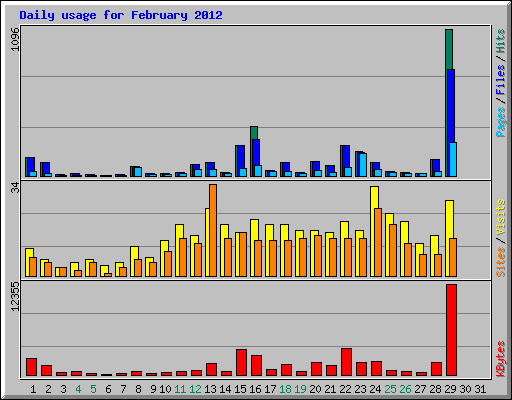 Daily usage for February 2012
1096
Pages / Files / Hits
34
Sites / Visits
12355
KBytes
1 2 3 4 5 6 7 8 9 10 11 12 13 14 15 16 17 18 19 20 21 22 23 24 25 26 27 28 29 30 31